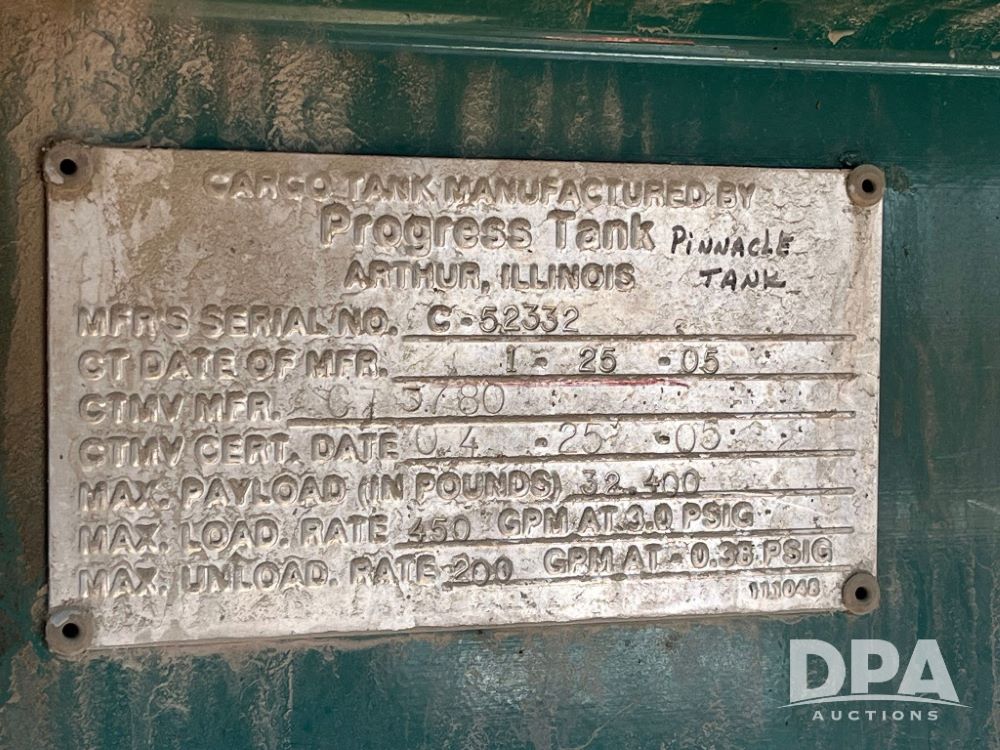 CARGO TANK MANUFACTURED BY
Progress Tank PINNACLE
ARTHUR, ILLINOIS TANK
MFR'S SERIAL NO. C-52332
CT DATE OF MFR. 1-25-05
CTMV MFR. CT 3780
CTMV CERT. DATE 04-25-05
MAX. PAYLOAD (IN POUNDS) 32,400
MAX. LOAD. RATE 450 GPM AT 3.0 PSIG
MAX. UNLOAD. RATE 200 GPM AT -0.38 PSIG
111048
DPA
AUCTIONS